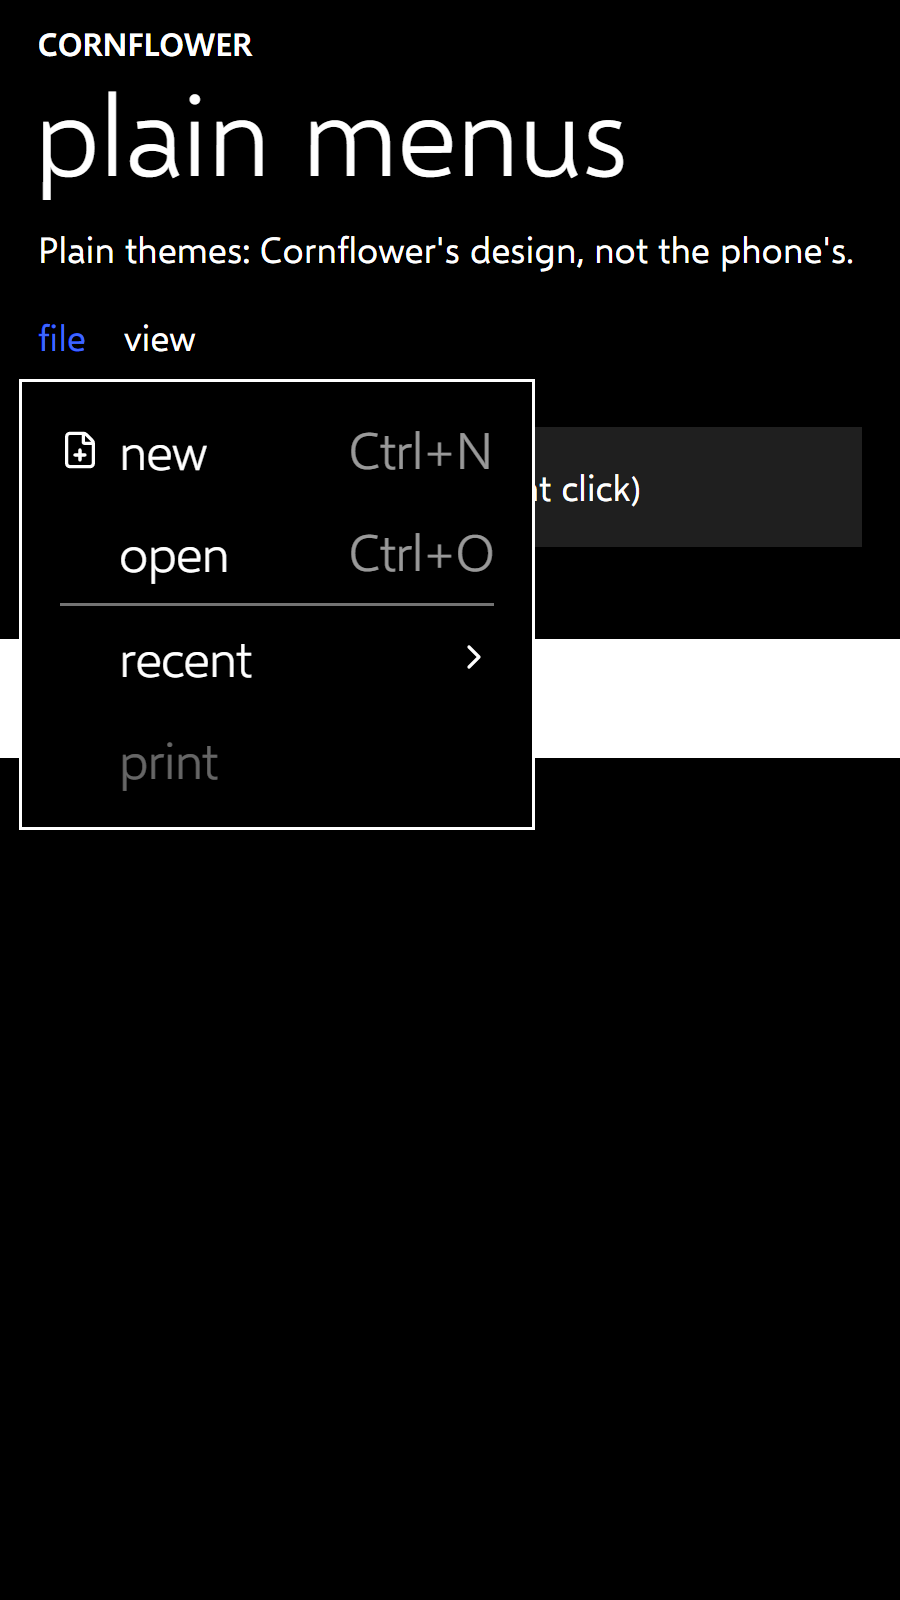 CORNFLOWER
plain menus
Plain themes: Cornflower's design, not the phone's.
file view
new Ctrl+N
click)
open Ctrl+O
recent
print